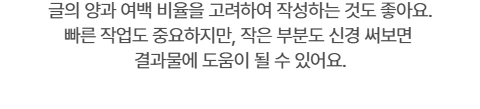 글의 양과 여백 비율을 고려하여 작성하는 것도 좋아요.
빠른 작업도 중요하지만, 작은 부분도 신경 써보면
결과물에 도움이 될 수 있어요.